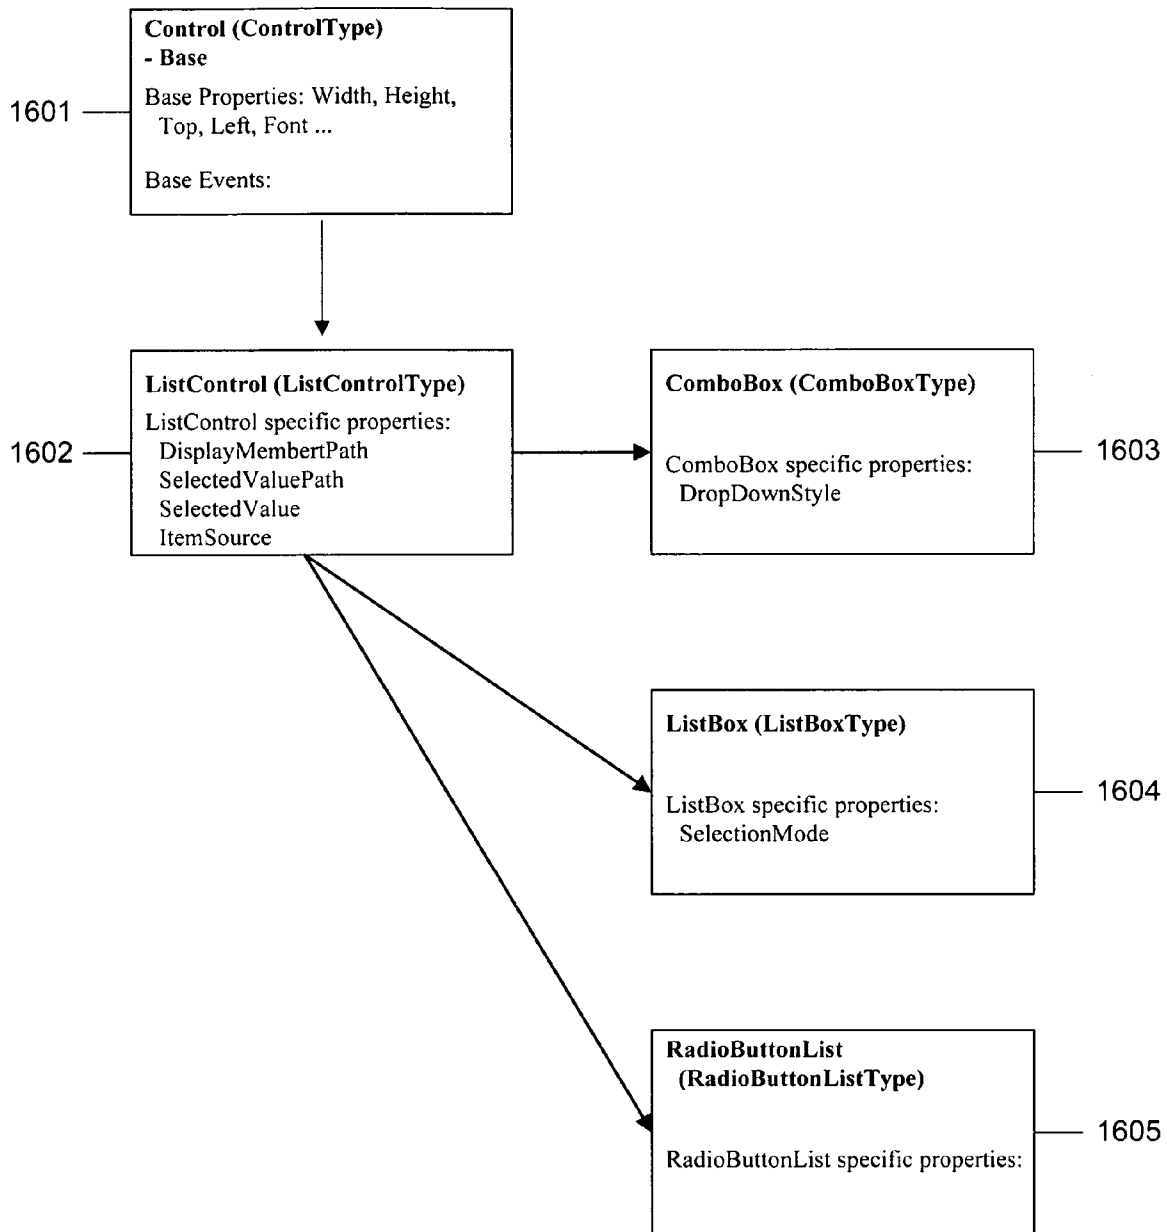 Control (ControlType)
- Base
Base Properties: Width, Height,
Top, Left, Font ...
Base Events:
1601
ListControl (ListControlType)
ListControl specific properties:
DisplayMembertPath
SelectedValuePath
SelectedValue
ItemSource
1602
ComboBox (ComboBoxType)
ComboBox specific properties:
DropDownStyle
1603
ListBox (ListBoxType)
ListBox specific properties:
SelectionMode
1604
RadioButtonList
(RadioButtonListType)
RadioButtonList specific properties:
1605